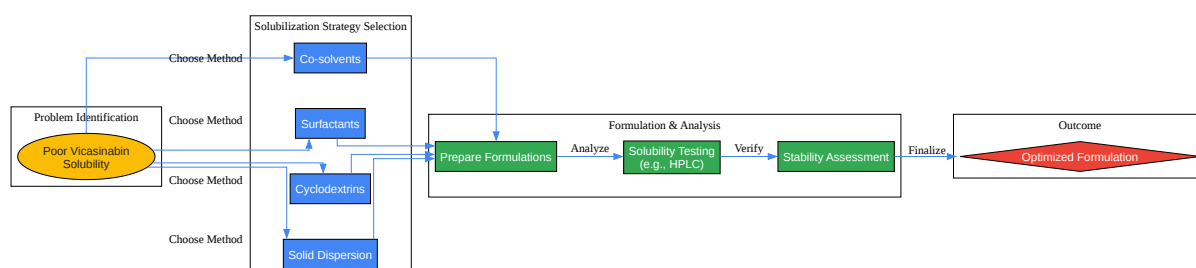 Problem Identification
Poor Vicasinabin
Solubility
Choose Method
Choose Method
Choose Method
Choose Method
Solubilization Strategy Selection
Co-solvents
Surfactants
Cyclodextrins
Solid Dispersion
Formulation & Analysis
Prepare Formulations
Analyze
Solubility Testing
(e.g., HPLC)
Verify
Stability Assessment
Finalize
Outcome
Optimized Formulation